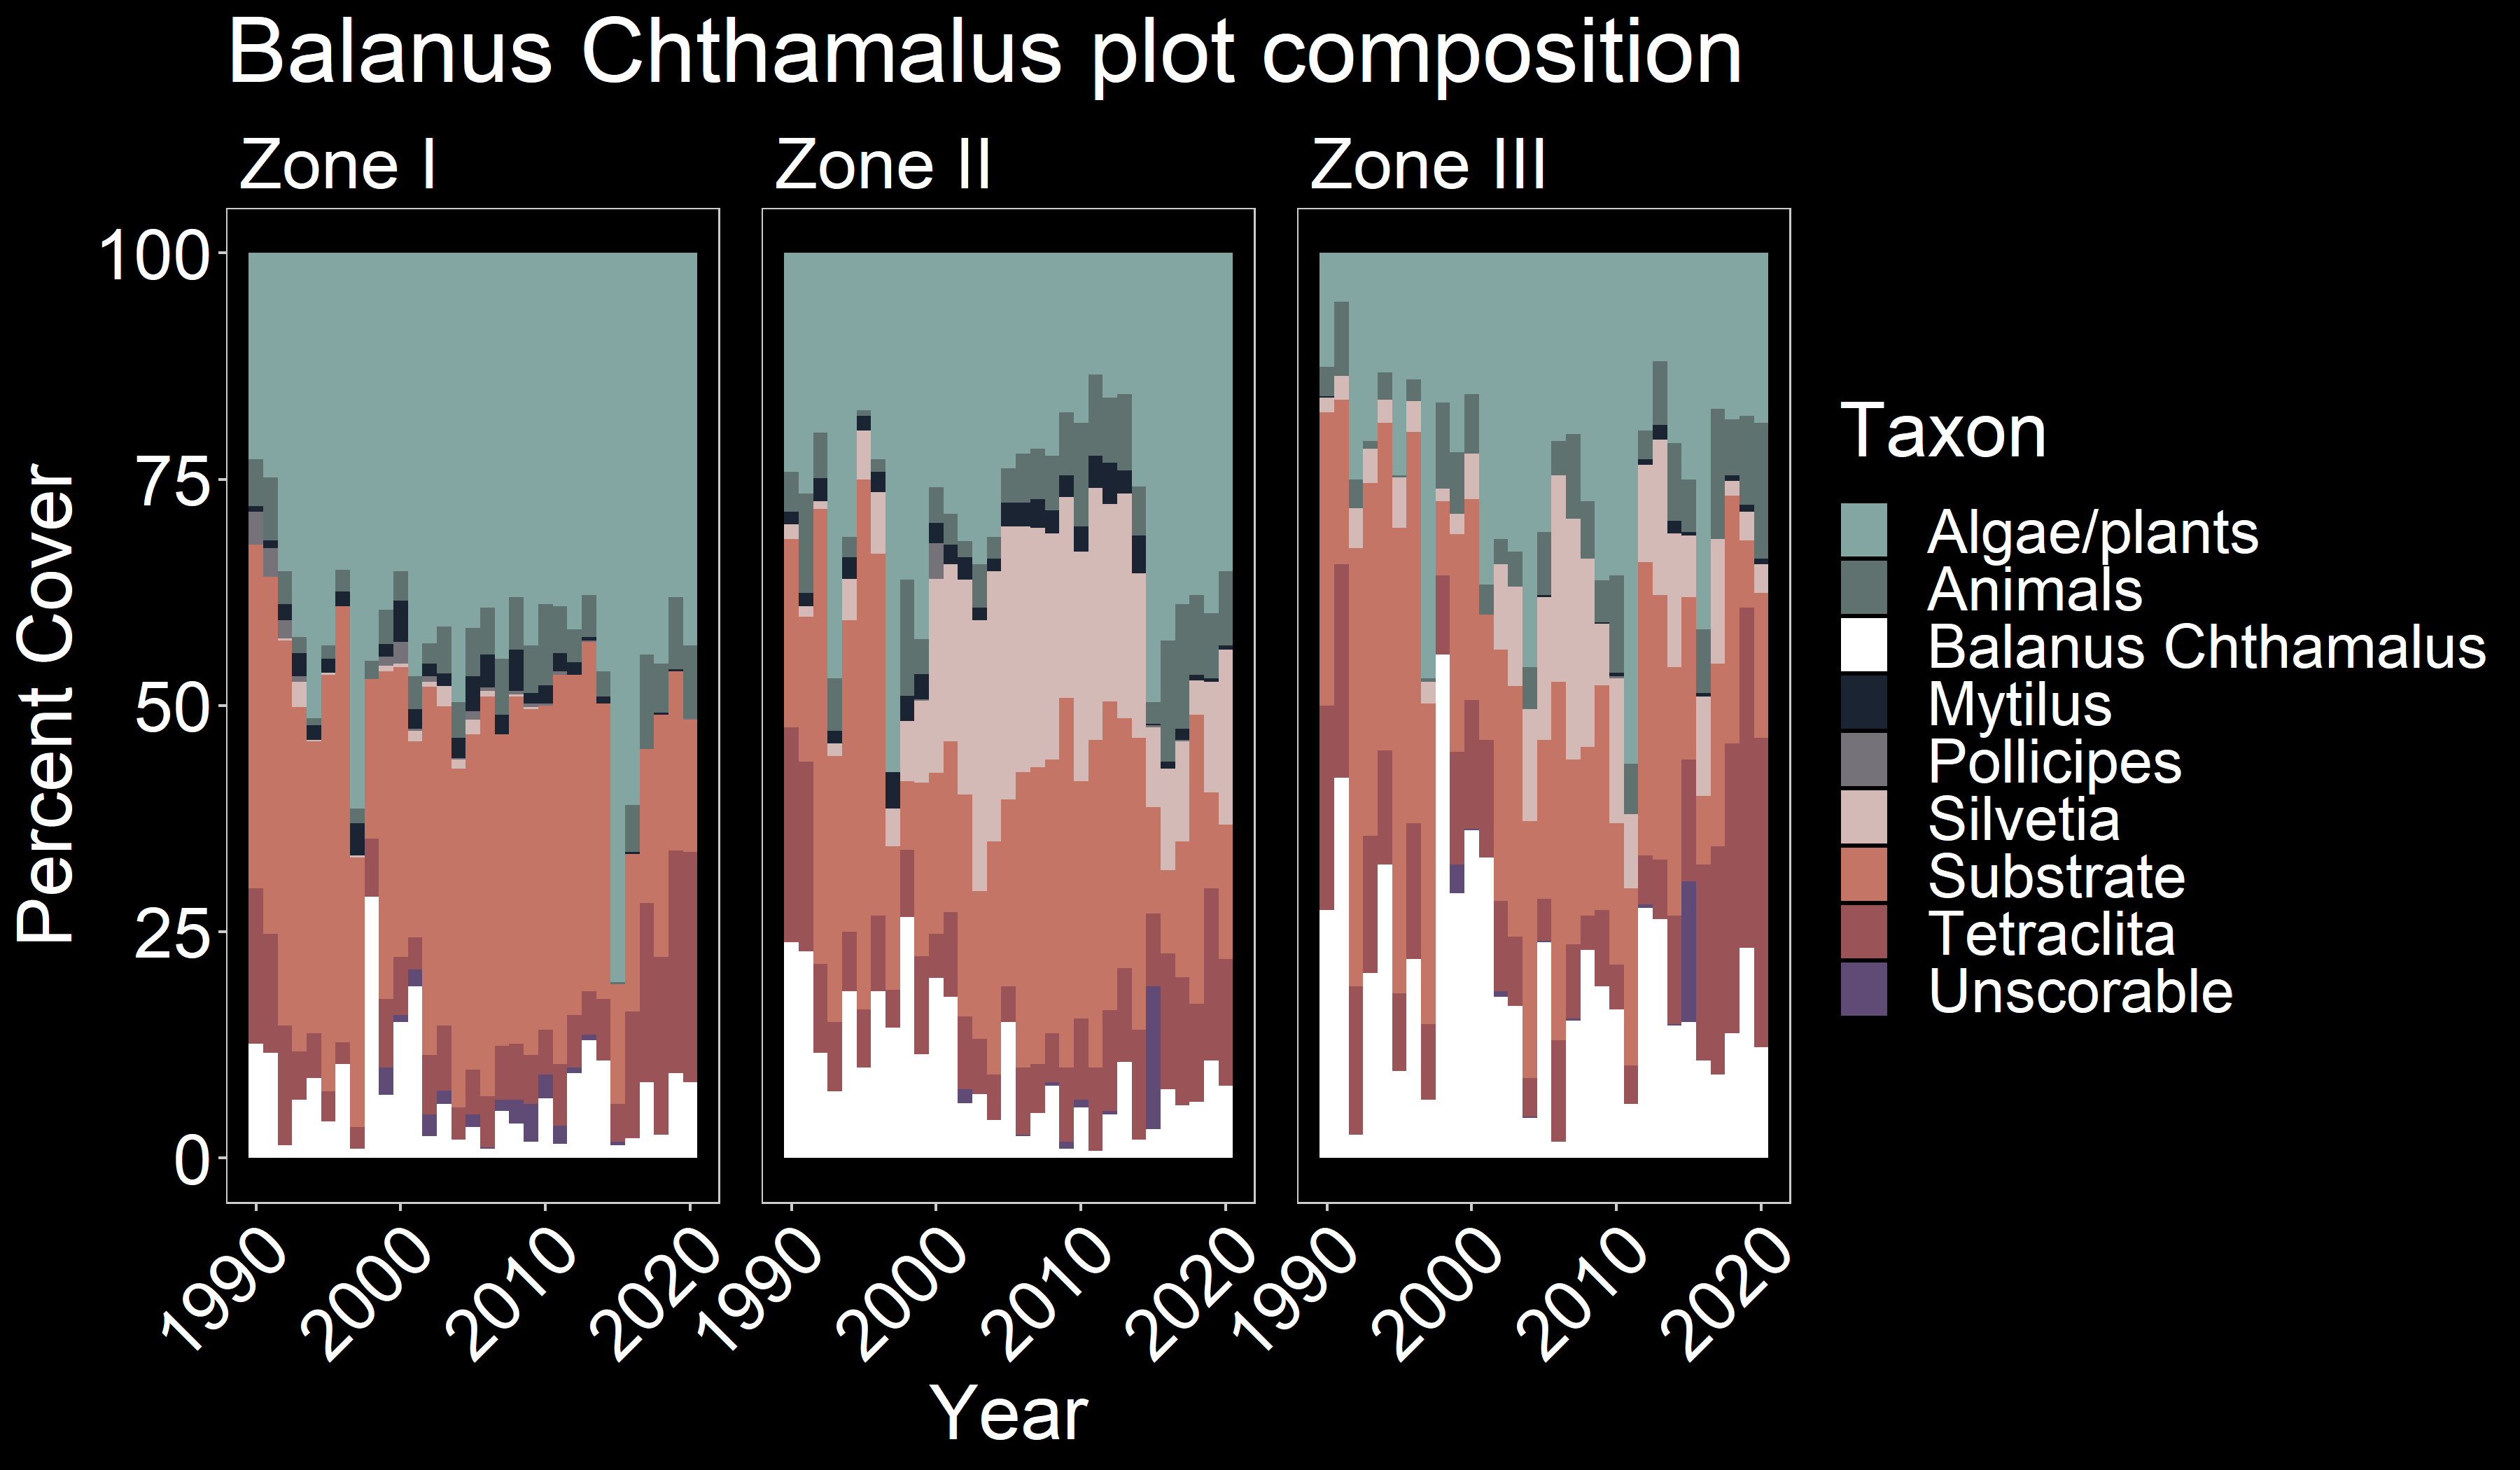 Balanus Chthamalus plot composition
Zone I
Zone II
Zone III
100
75
50
25
0
Percent Cover
1990
2000
2010
2020
1990
2000
2010
2020
1990
2000
2010
2020
Year
Taxon
Algae/plants
Animals
Balanus Chthamalus
Mytilus
Pollicipes
Silvetia
Substrate
Tetraclita
Unscorable